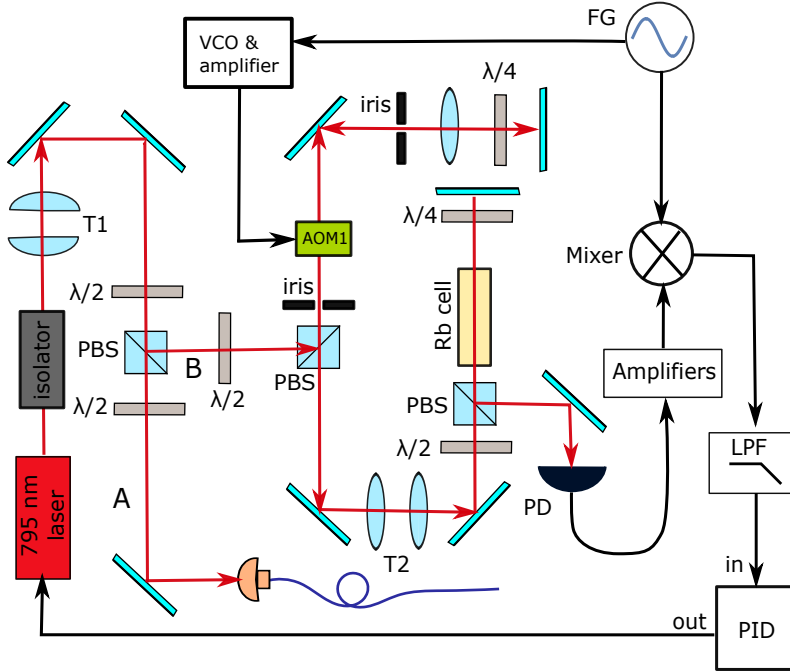 FG
VCO &
amplifier
λ/4
iris
T1
λ/4
AOM1
Mixer
λ/2
iris
Rb cell
isolator
PBS
B
PBS
Amplifiers
λ/2
λ/2
PBS
λ/2
LPF
795 nm
laser
A
PD
T2
in
out
PID